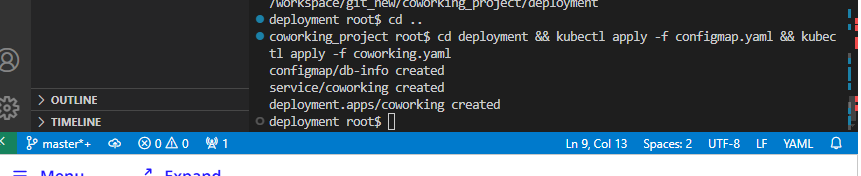 /workspace/git_new/coworking_project/deployment
deployment root$ cd ..
coworking_project root$ cd deployment && kubectl apply -f configmap.yaml && kubec
tl apply -f coworking.yaml
configmap/db-info created
service/coworking created
deployment.apps/coworking created
deployment root$
OUTLINE
TIMELINE
master*+ 0 0 1 Ln 9, Col 13 Spaces: 2 UTF-8 LF YAML
Menu Expand